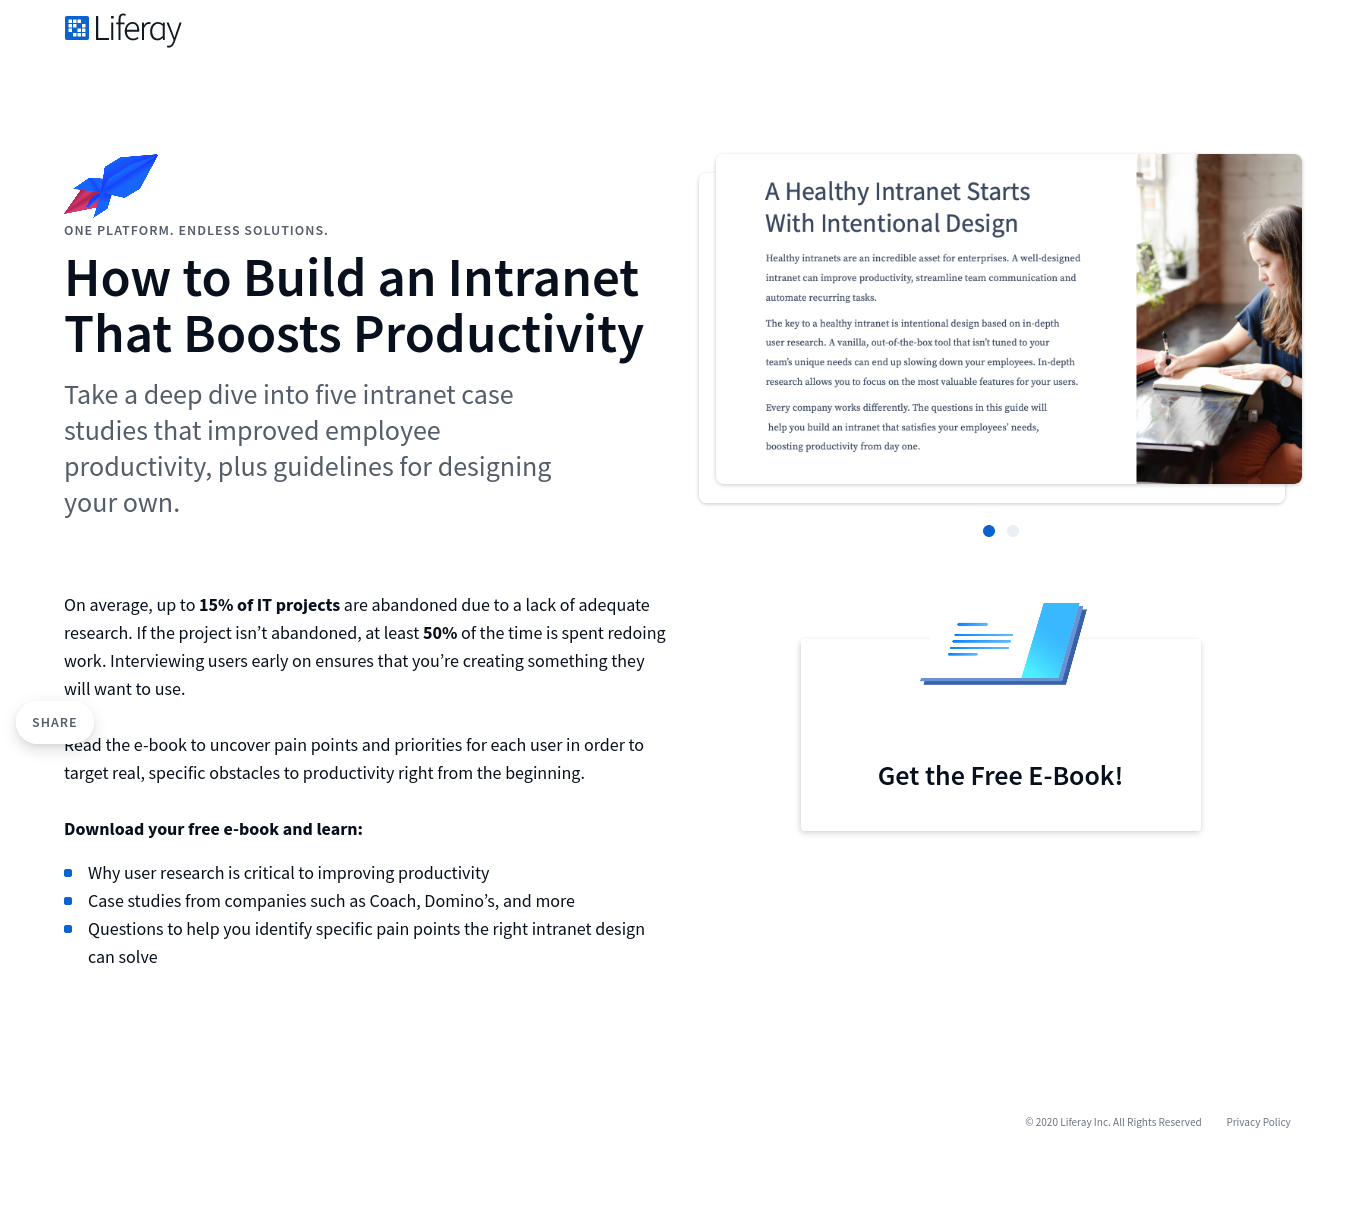 Liferay
ONE PLATFORM. ENDLESS SOLUTIONS.
How to Build an Intranet
That Boosts Productivity
Take a deep dive into five intranet case
studies that improved employee
productivity, plus guidelines for designing
your own.
A Healthy Intranet Starts
With Intentional Design
Healthy intranets are an incredible asset for enterprises. A well-designed
intranet can improve productivity, streamline team communication and
automate recurring tasks.
The key to a healthy intranet is intentional design based on in-depth
user research. A vanilla, out-of-the-box tool that isn't tuned to your
team's unique needs can end up slowing down your employees. In-depth
research allows you to focus on the most valuable features for your users.
Every company works differently. The questions in this guide will
help you build an intranet that satisfies your employees' needs,
boosting productivity from day one.
On average, up to 15% of IT projects are abandoned due to a lack of adequate
research. If the project isn’t abandoned, at least 50% of the time is spent redoing
work. Interviewing users early on ensures that you’re creating something they
will want to use.
SHARE
Read the e-book to uncover pain points and priorities for each user in order to
target real, specific obstacles to productivity right from the beginning.
Download your free e-book and learn:
Why user research is critical to improving productivity
Case studies from companies such as Coach, Domino’s, and more
Questions to help you identify specific pain points the right intranet design
can solve
Get the Free E-Book!
© 2020 Liferay Inc. All Rights Reserved
Privacy Policy